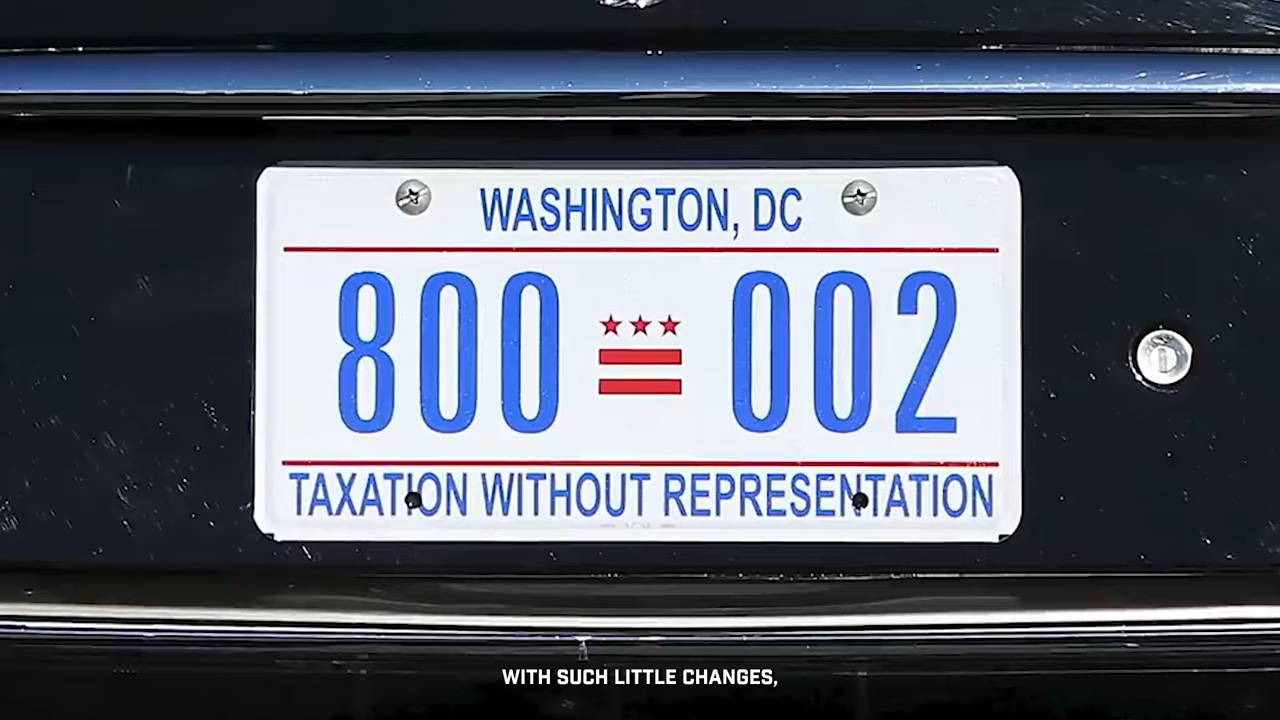 WASHINGTON, DC
800 002
TAXATION WITHOUT REPRESENTATION
WITH SUCH LITTLE CHANGES,